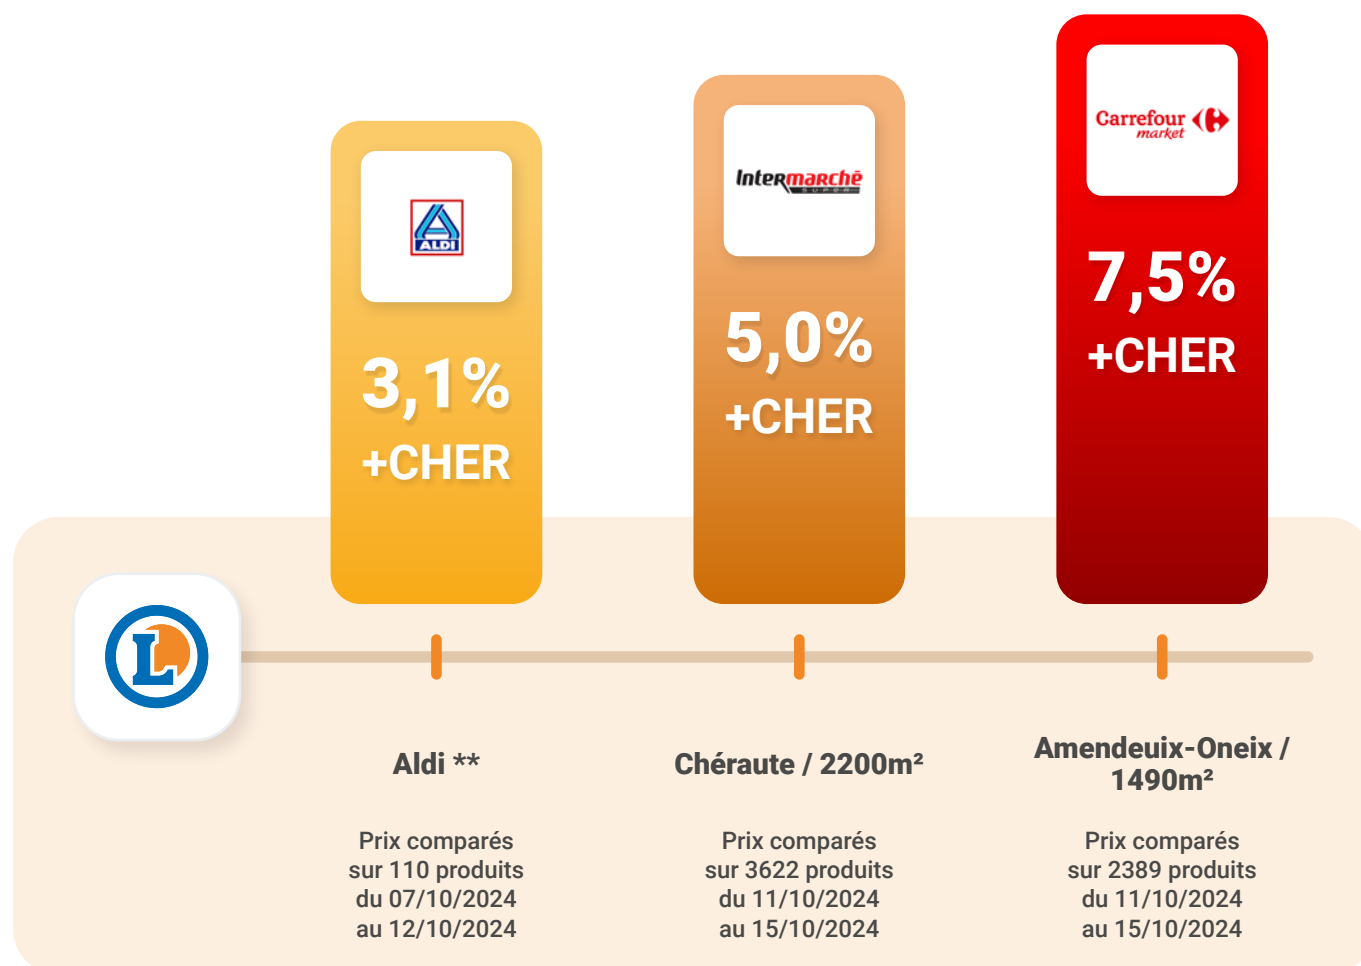 ALDI
3,1%
+CHER
Intermarché
SUPER
5,0%
+CHER
Carrefour
market
7,5%
+CHER
L
Aldi **
Prix comparés
sur 110 produits
du 07/10/2024
au 12/10/2024
Chéraute / 2200m²
Prix comparés
sur 3622 produits
du 11/10/2024
au 15/10/2024
Amendeuix-Oneix /
1490m²
Prix comparés
sur 2389 produits
du 11/10/2024
au 15/10/2024